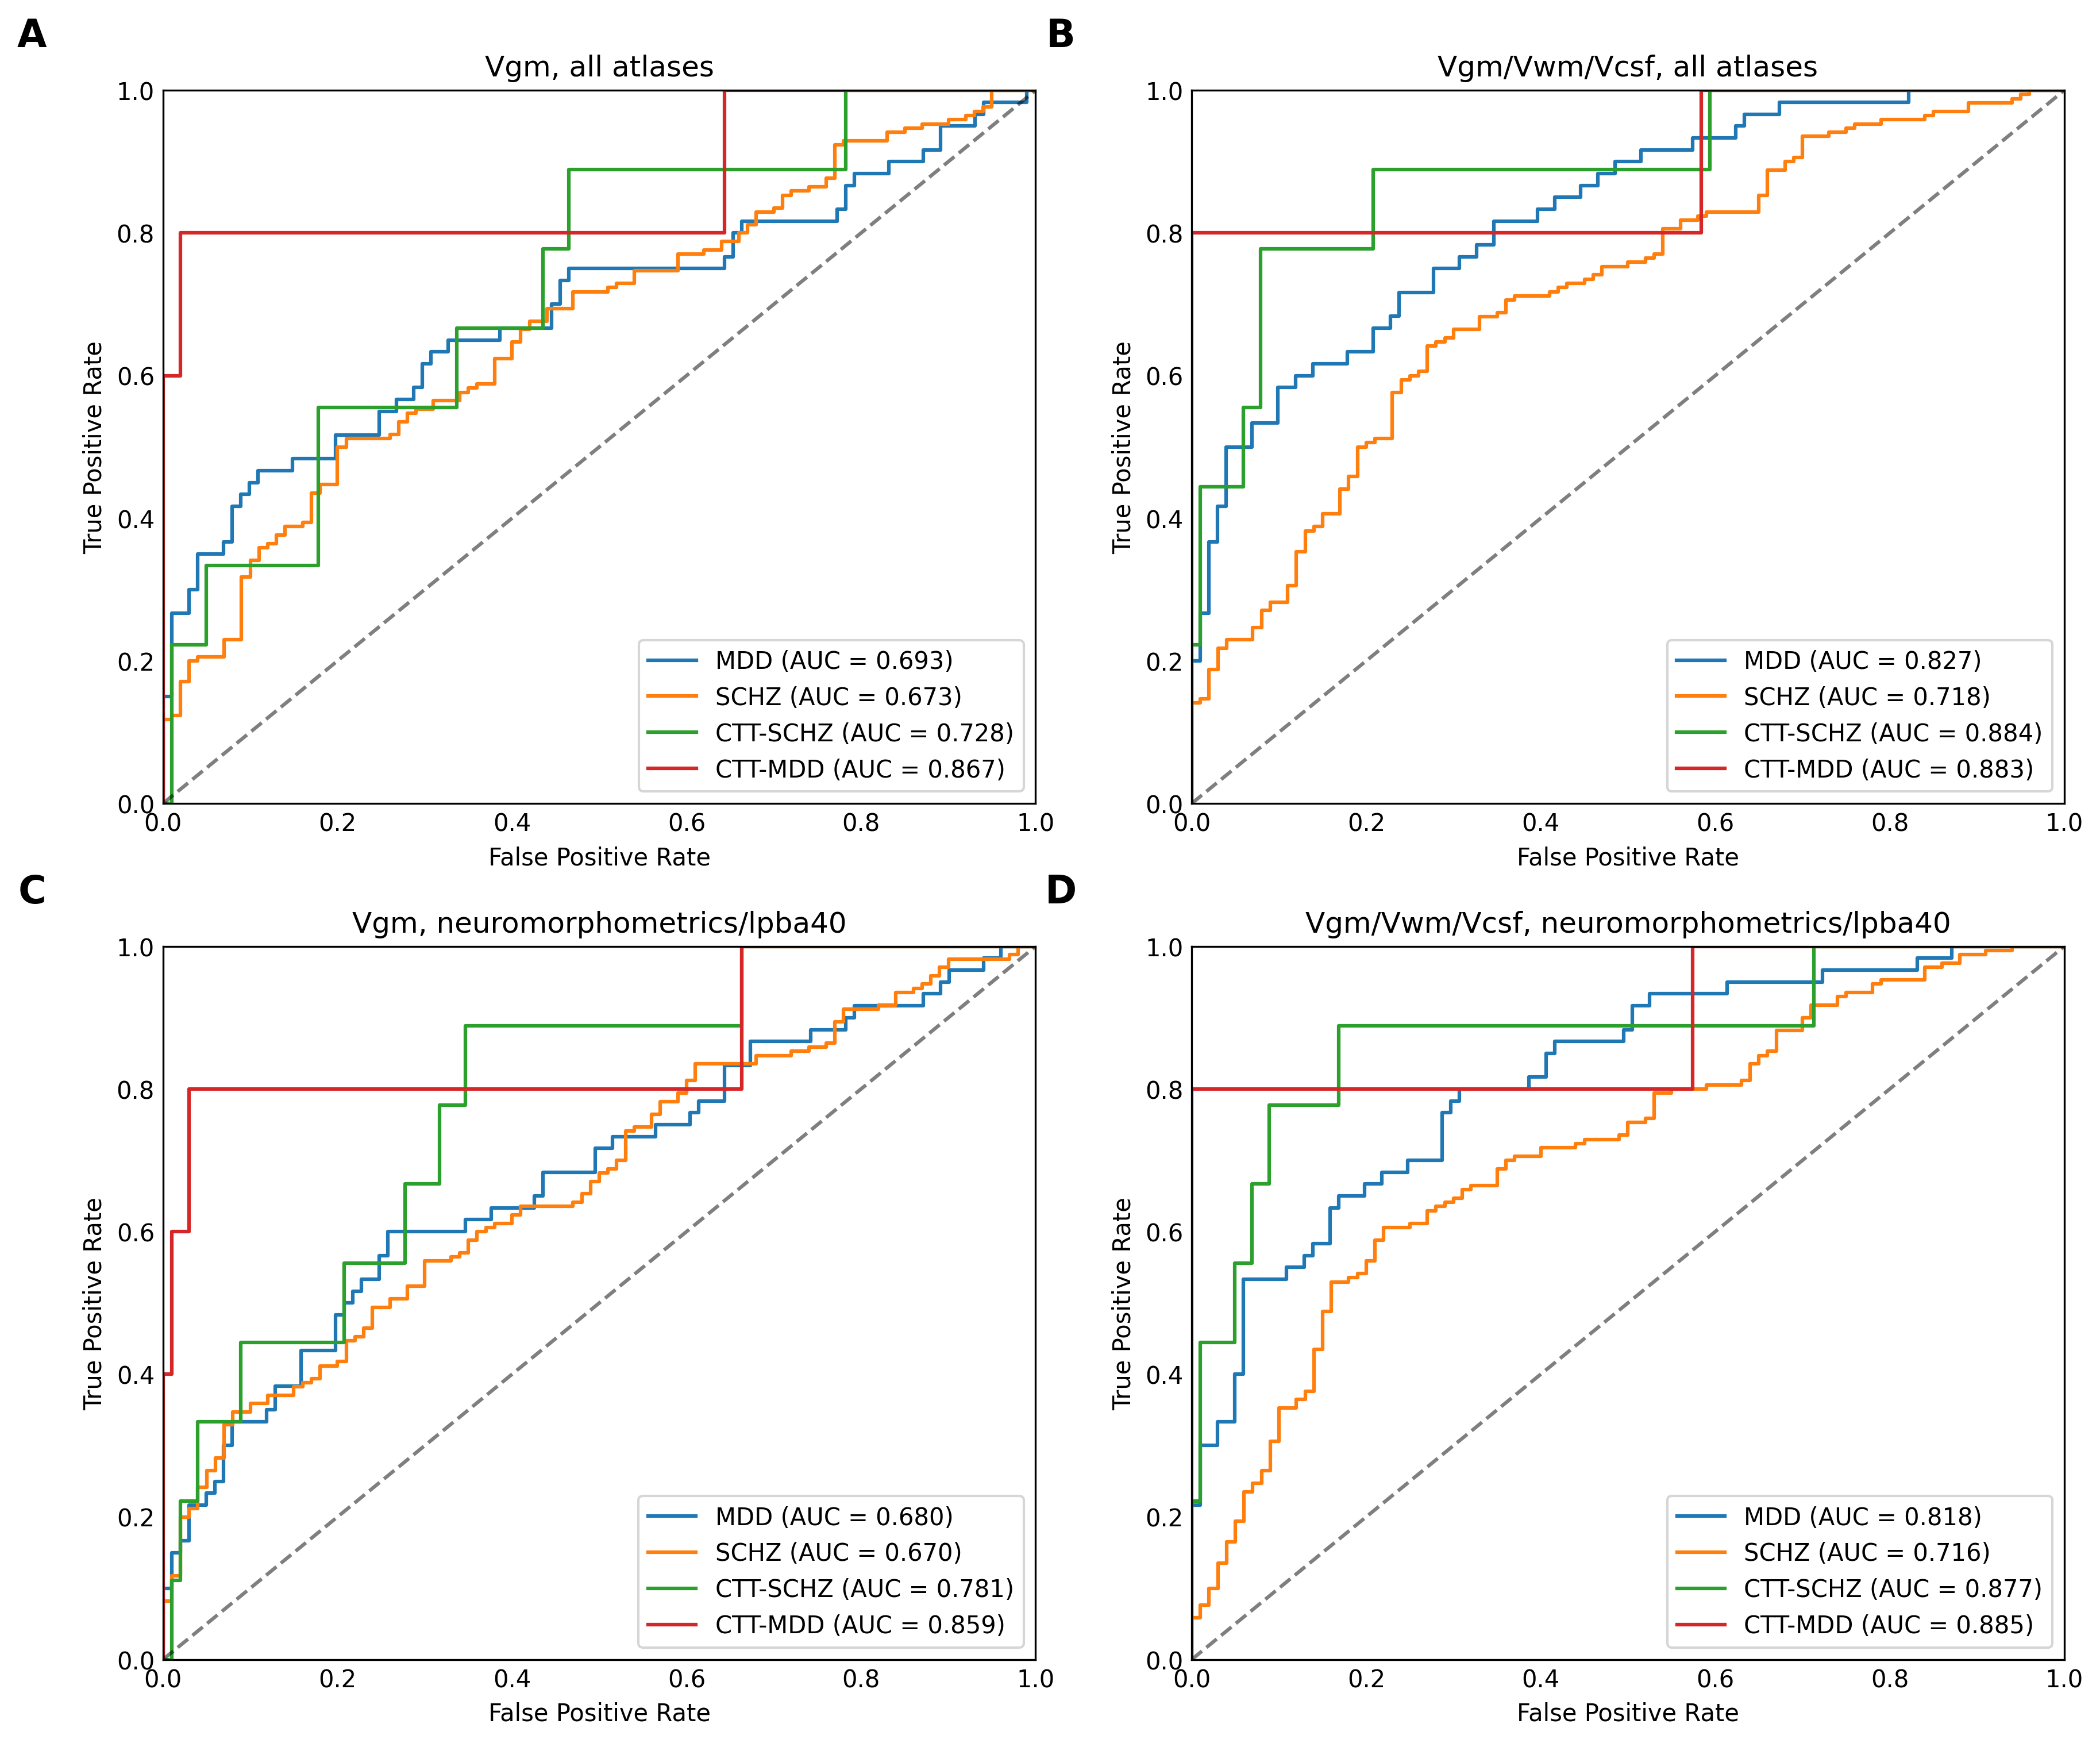 A
Vgm, all atlases
True Positive Rate
1.0
0.8
0.6
0.4
0.2
0.0
MDD (AUC = 0.693)
SCHZ (AUC = 0.673)
CTT-SCHZ (AUC = 0.728)
CTT-MDD (AUC = 0.867)
0.0 0.2 0.4 0.6 0.8 1.0
False Positive Rate
B
Vgm/Vwm/Vcsf, all atlases
True Positive Rate
1.0
0.8
0.6
0.4
0.2
0.0
MDD (AUC = 0.827)
SCHZ (AUC = 0.718)
CTT-SCHZ (AUC = 0.884)
CTT-MDD (AUC = 0.883)
0.0 0.2 0.4 0.6 0.8 1.0
False Positive Rate
C
Vgm, neuromorphometrics/lpba40
True Positive Rate
1.0
0.8
0.6
0.4
0.2
0.0
MDD (AUC = 0.680)
SCHZ (AUC = 0.670)
CTT-SCHZ (AUC = 0.781)
CTT-MDD (AUC = 0.859)
0.0 0.2 0.4 0.6 0.8 1.0
False Positive Rate
D
Vgm/Vwm/Vcsf, neuromorphometrics/lpba40
True Positive Rate
1.0
0.8
0.6
0.4
0.2
0.0
MDD (AUC = 0.818)
SCHZ (AUC = 0.716)
CTT-SCHZ (AUC = 0.877)
CTT-MDD (AUC = 0.885)
0.0 0.2 0.4 0.6 0.8 1.0
False Positive Rate